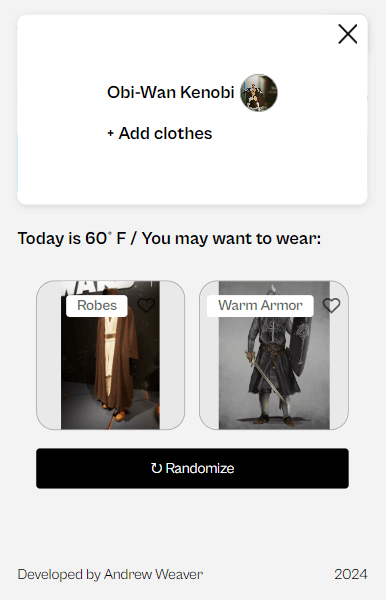 Obi-Wan Kenobi
+ Add clothes
Today is 60° F / You may want to wear:
Robes
Warm Armor
↻ Randomize
Developed by Andrew Weaver
2024